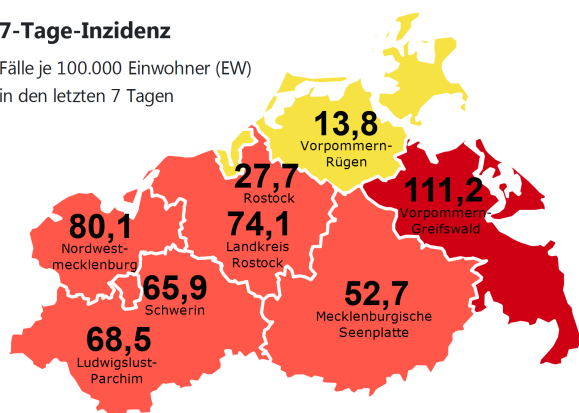 7-Tage-Inzidenz
Fälle je 100.000 Einwohner (EW)
in den letzten 7 Tagen
13,8
Vorpommern-
Rügen
27,7
Rostock
111,2
Vorpommern-
Greifswald
80,1
Nordwest-
mecklenburg
74,1
Landkreis
Rostock
65,9
Schwerin
52,7
Mecklenburgische
Seenplatte
68,5
Ludwigslust-
Parchim